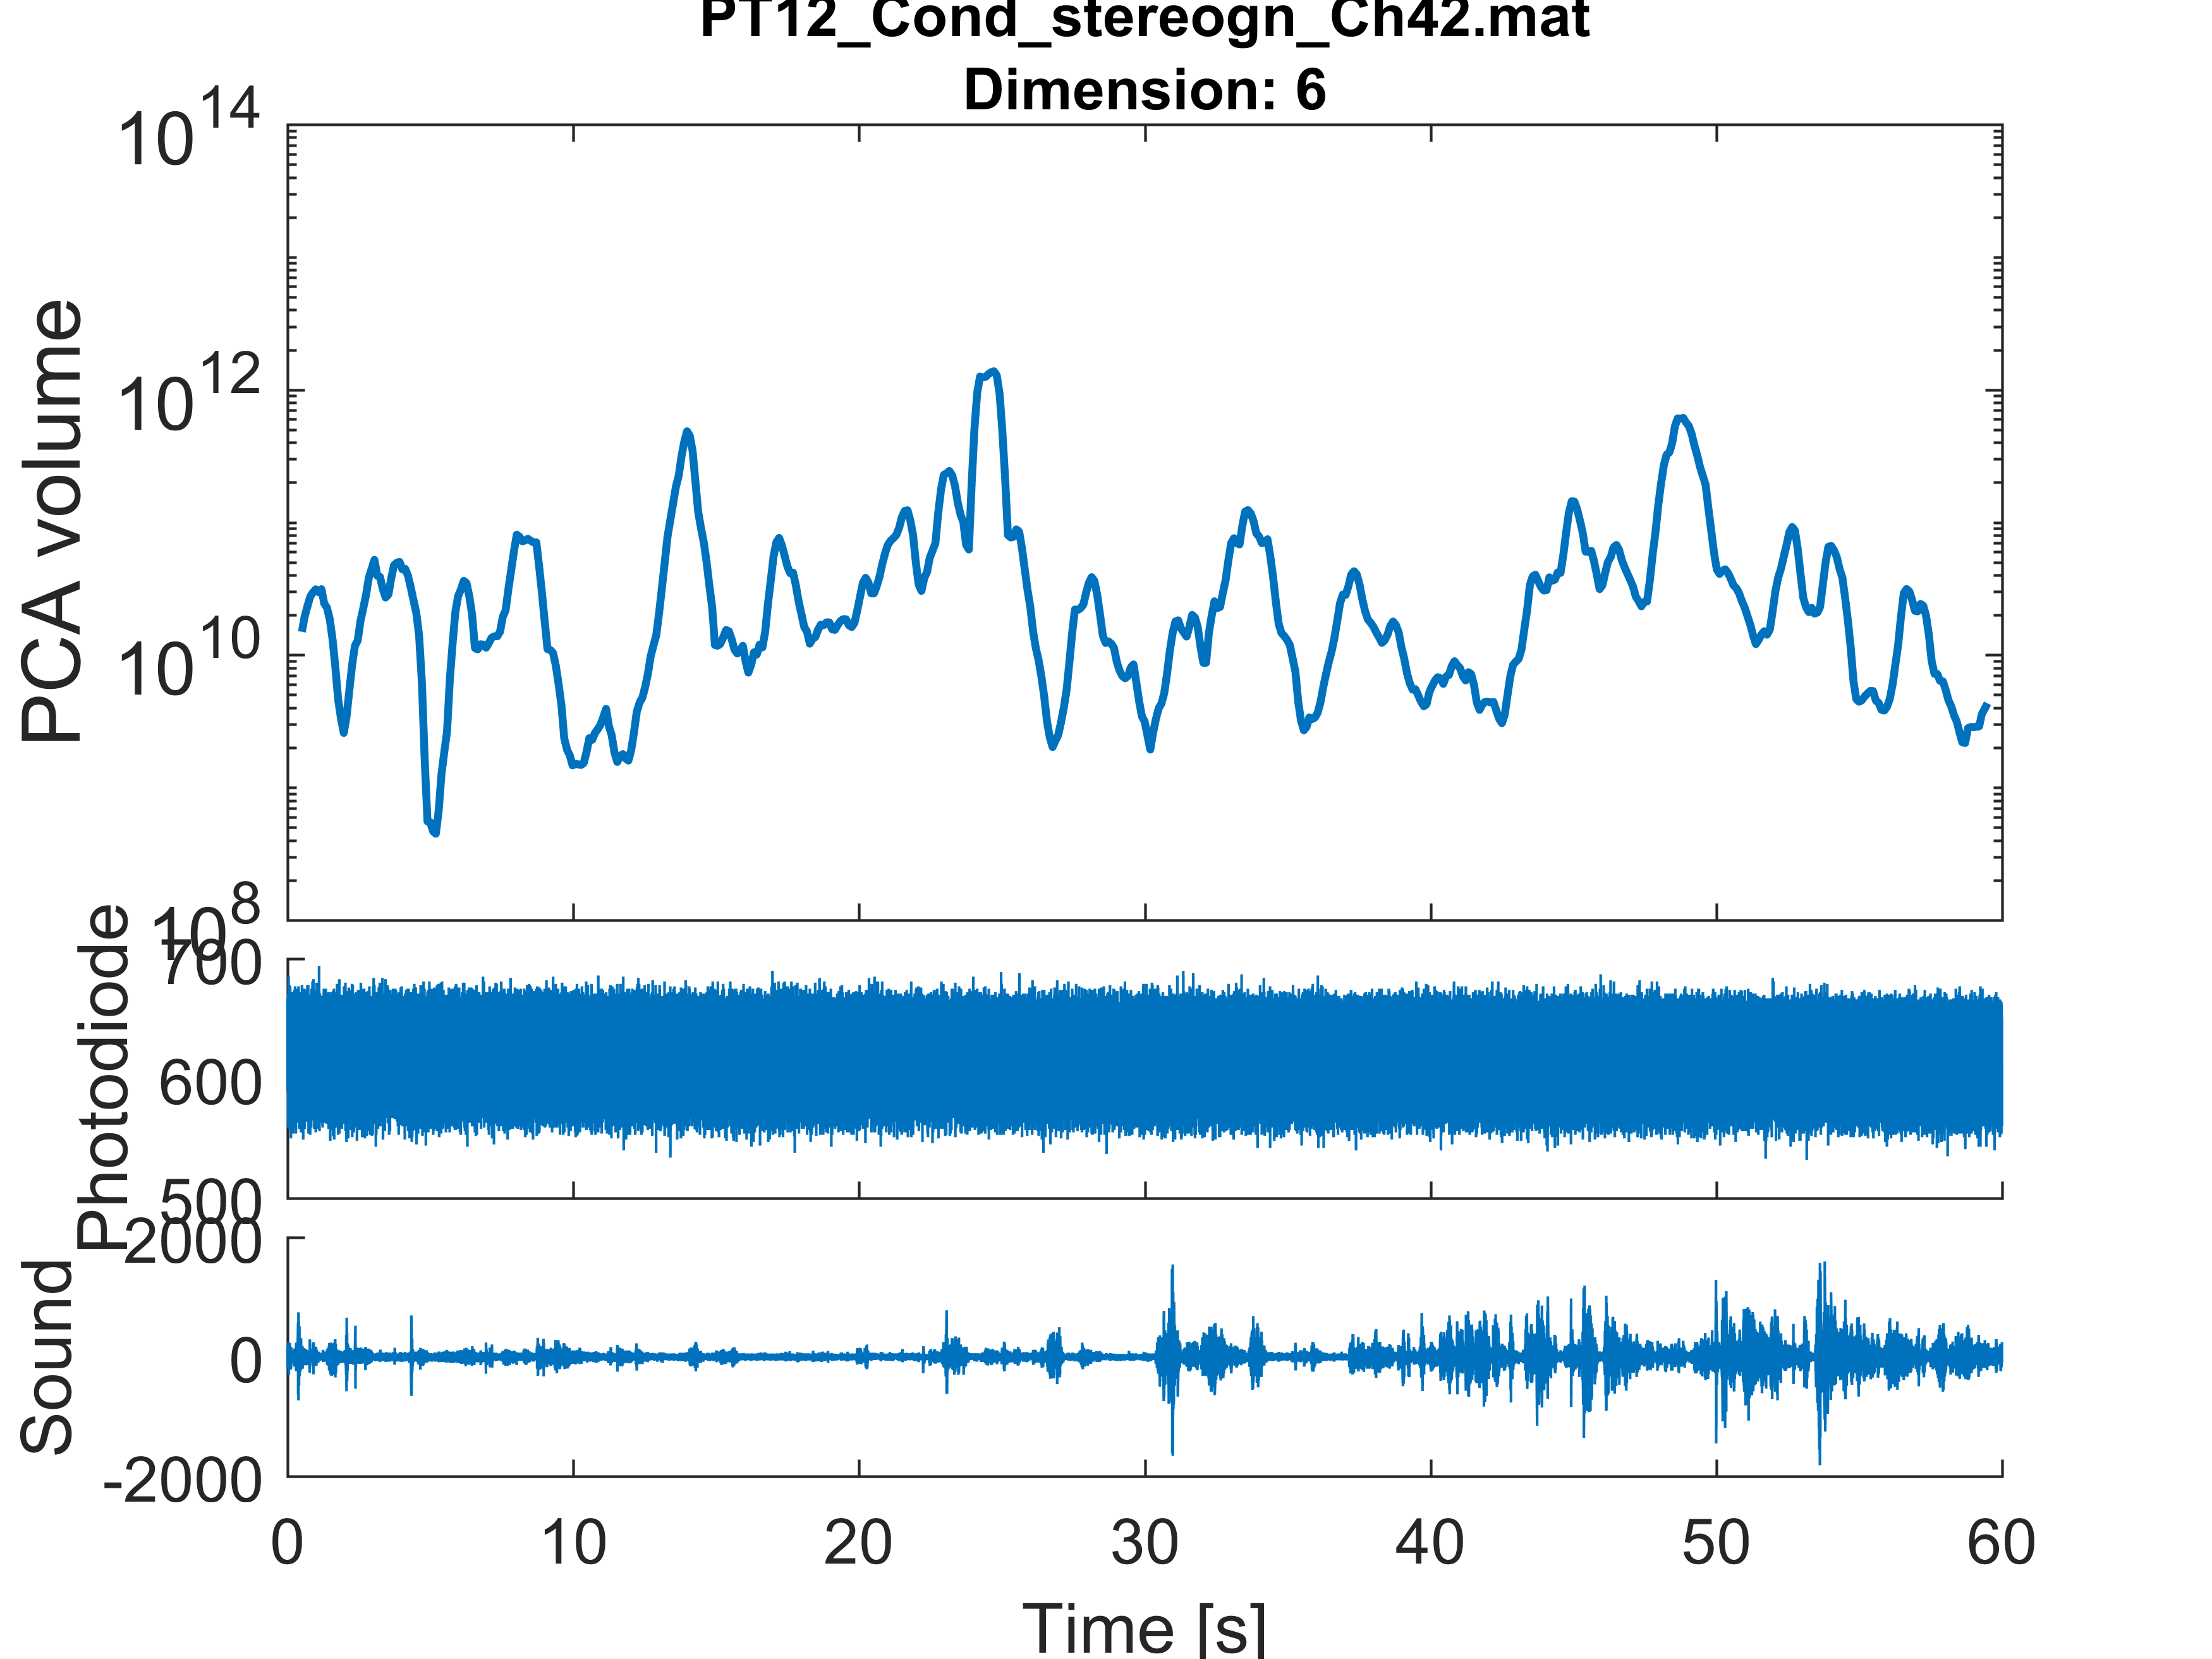 PT12_Cond_stereogn_Ch42.mat
Dimension: 6
10^14
10^12
10^10
10^8
PCA volume
700
600
500
Photodiode
2000
0
-2000
Sound
0 10 20 30 40 50 60
Time [s]